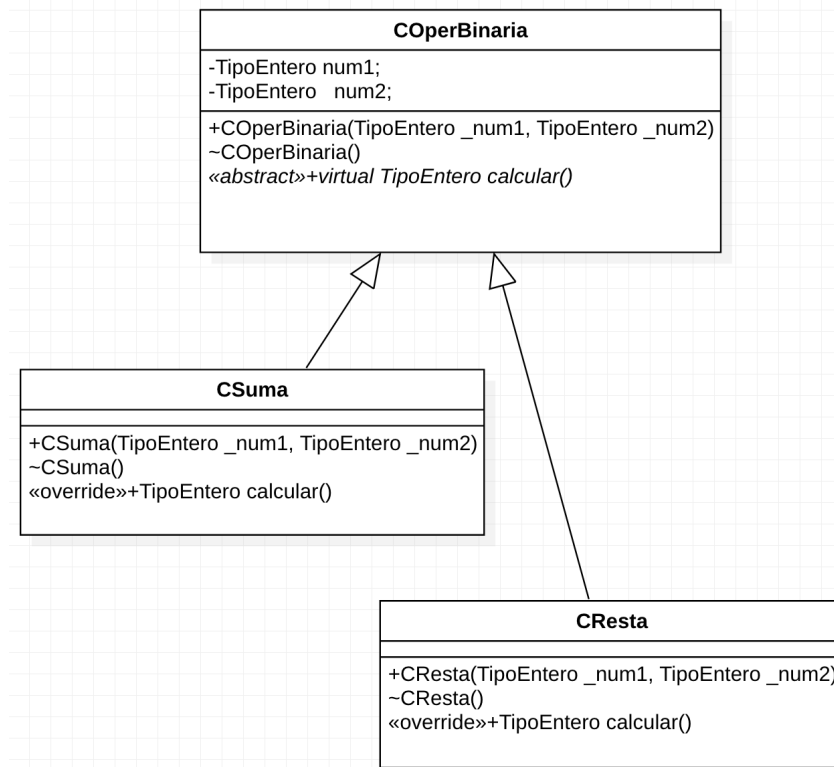 COperBinaria
-TipoEntero num1;
-TipoEntero   num2;
+COperBinaria(TipoEntero _num1, TipoEntero _num2)
~COperBinaria()
«abstract»+virtual TipoEntero calcular()
CSuma
+CSuma(TipoEntero _num1, TipoEntero _num2)
~CSuma()
«override»+TipoEntero calcular()
CResta
+CResta(TipoEntero _num1, TipoEntero _num2)
~CResta()
«override»+TipoEntero calcular()